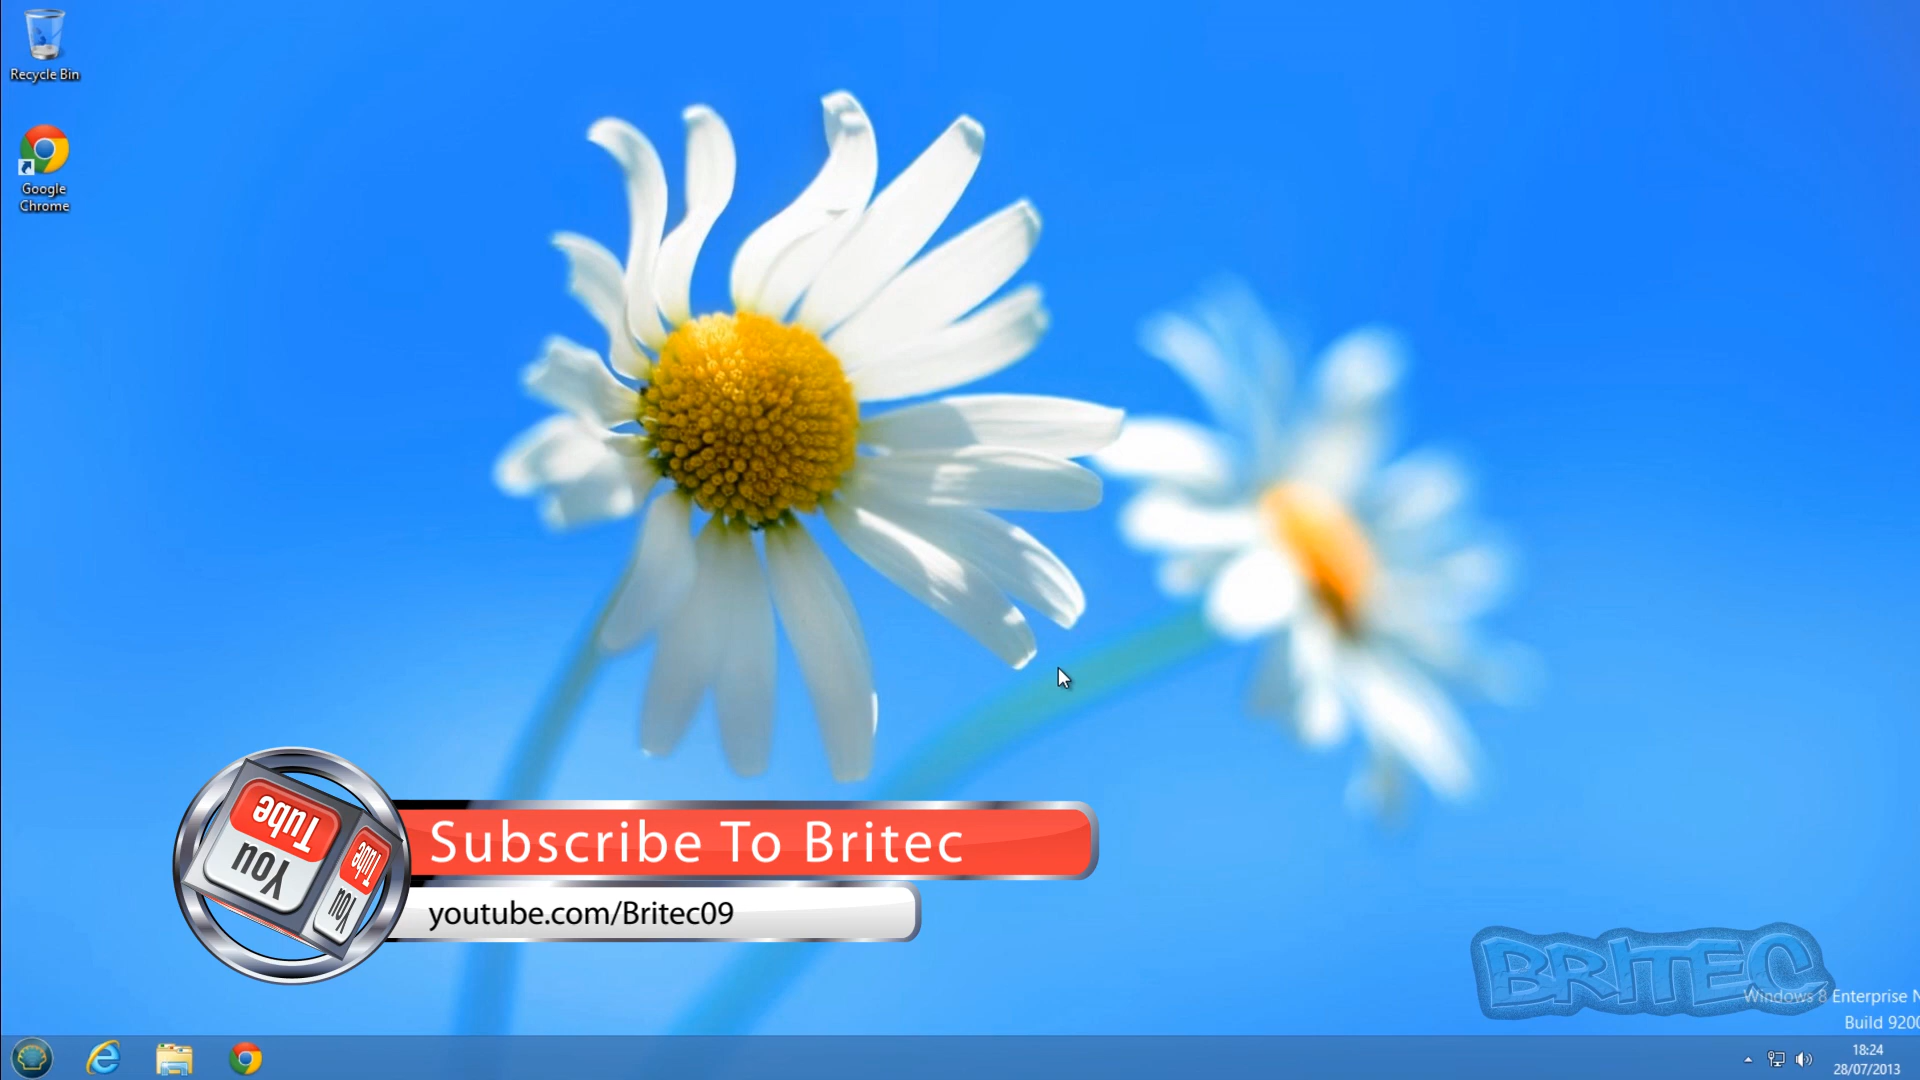 Recycle Bin
Google
Chrome
You
Tube
You
Tube
Subscribe To Britec
youtube.com/Britec09
BRITEC
Windows 8 Enterprise N
Build 9200
18:24
28/07/2013